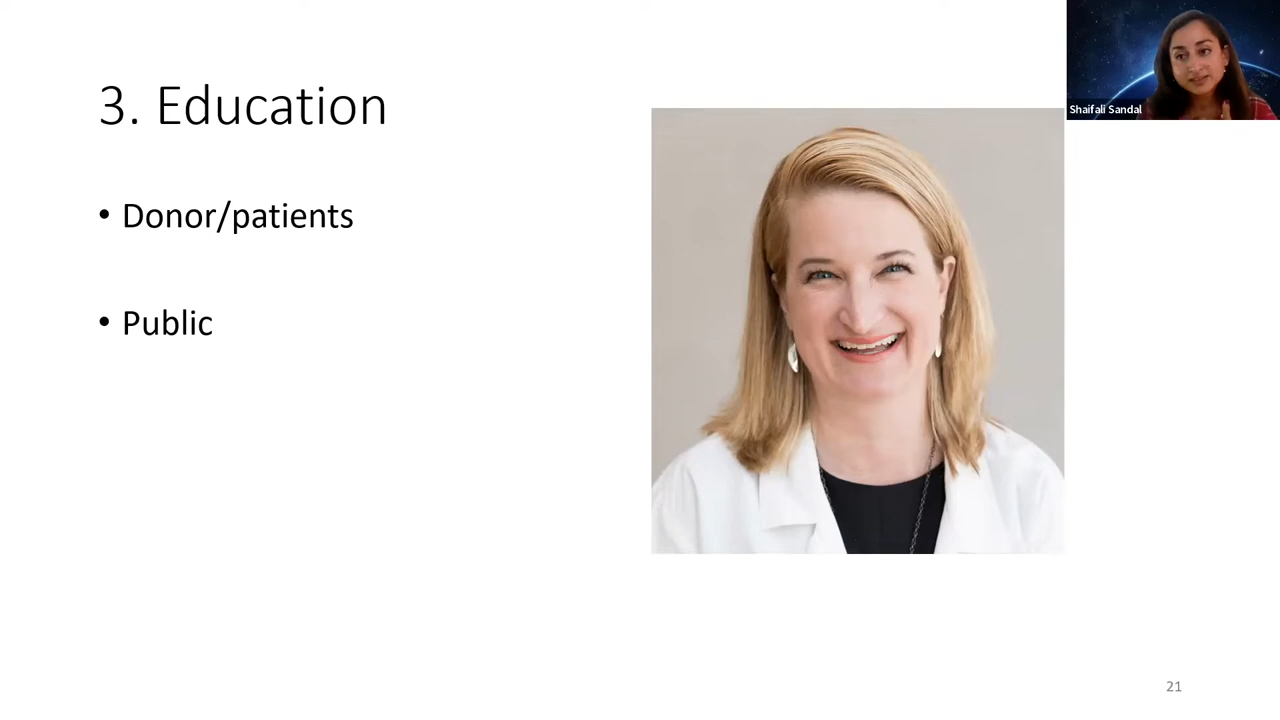 3. Education
• Donor/patients
• Public
Shaifali Sandal
21